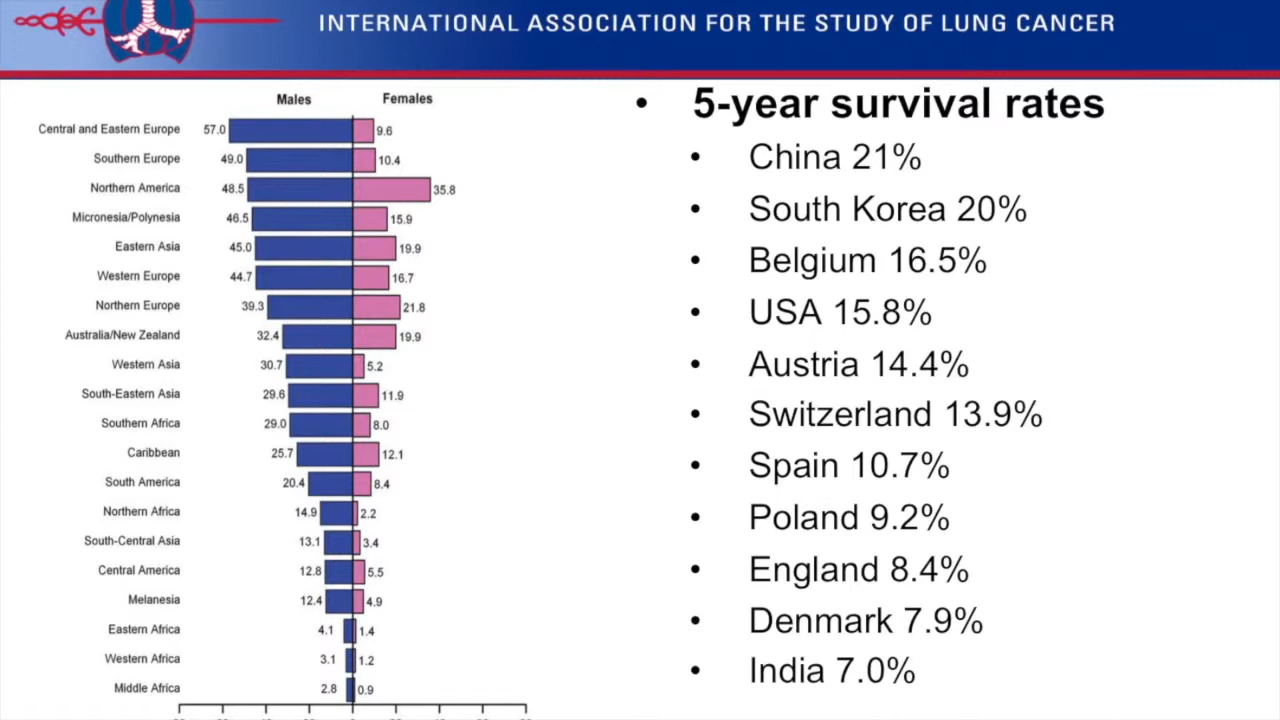 INTERNATIONAL ASSOCIATION FOR THE STUDY OF LUNG CANCER
Males Females
Central and Eastern Europe 57.0 9.6
Southern Europe 49.0 10.4
Northern America 48.5 35.8
Micronesia/Polynesia 46.5 15.9
Eastern Asia 45.0 19.9
Western Europe 44.7 16.7
Northern Europe 39.3 21.8
Australia/New Zealand 32.4 19.9
Western Asia 30.7 5.2
South-Eastern Asia 29.6 11.9
Southern Africa 29.0 8.0
Caribbean 25.7 12.1
South America 20.4 8.4
Northern Africa 14.9 2.2
South-Central Asia 13.1 3.4
Central America 12.8 5.5
Melanesia 12.4 4.9
Eastern Africa 4.1 1.4
Western Africa 3.1 1.2
Middle Africa 2.8 0.9
• 5-year survival rates
• China 21%
• South Korea 20%
• Belgium 16.5%
• USA 15.8%
• Austria 14.4%
• Switzerland 13.9%
• Spain 10.7%
• Poland 9.2%
• England 8.4%
• Denmark 7.9%
• India 7.0%